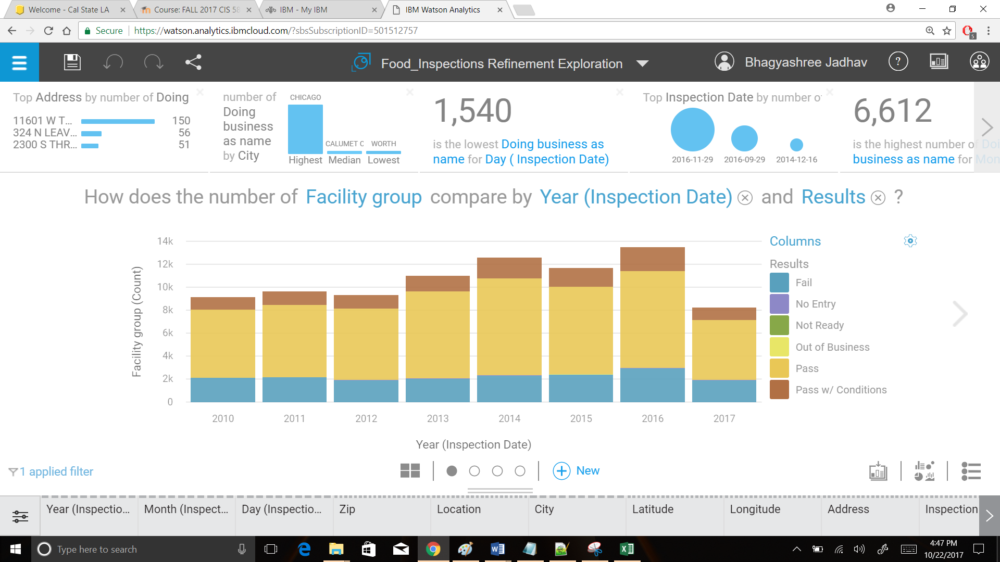 Welcome - Cal State LA
Course: FALL 2017 CIS 58
IBM - My IBM
IBM Watson Analytics
Secure
https://watson.analytics.ibmcloud.com/?sbsSubscriptionID=501512757
5
Food_Inspections Refinement Exploration
Bhagyashree Jadhav
?
Top Address by number of Doing
11601 W T... 150
324 N LEAV... 56
2300 S THR... 51
number of
Doing
business
as name
by City
CHICAGO
CALUMET C
WORTH
Highest
Median
Lowest
1,540
is the lowest Doing business as
name for Day ( Inspection Date)
Top Inspection Date by number o
2016-11-29
2016-09-29
2014-12-16
6,612
is the highest number of Doi
business as name for Mon
How does the number of Facility group compare by Year (Inspection Date) and Results ?
Facility group (Count)
14k
12k
10k
8k
6k
4k
2k
0
2010
2011
2012
2013
2014
2015
2016
2017
Year (Inspection Date)
Columns
Results
Fail
No Entry
Not Ready
Out of Business
Pass
Pass w/ Conditions
1 applied filter
New
Year (Inspectio...
Month (Inspect...
Day (Inspectio...
Zip
Location
City
Latitude
Longitude
Address
Inspection
Type here to search
4:47 PM
10/22/2017